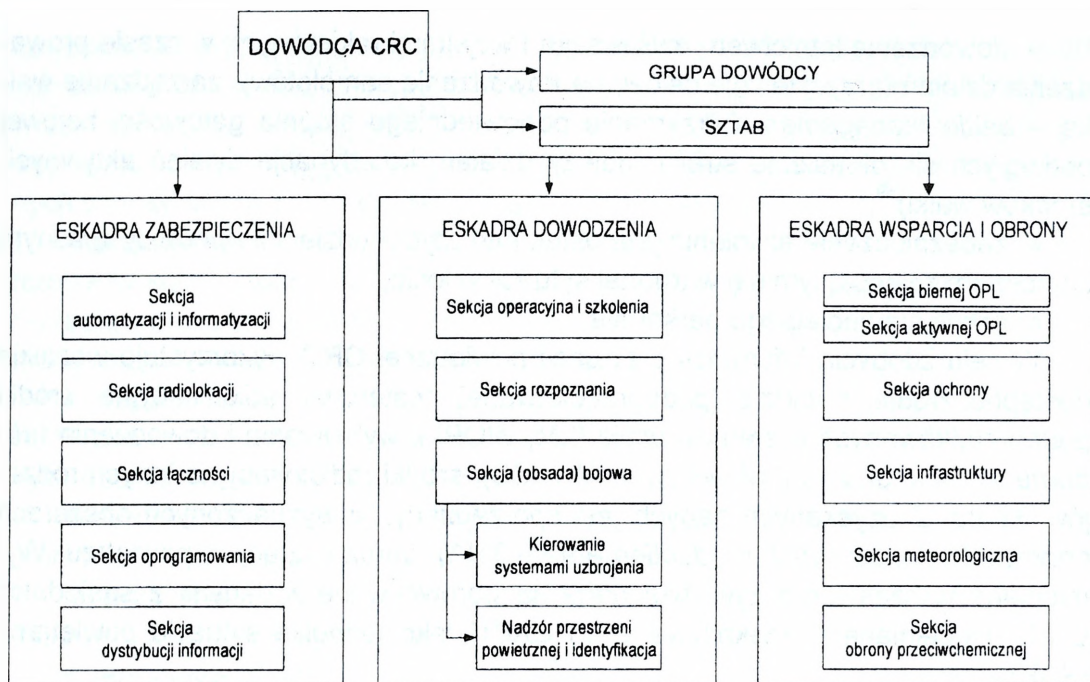 DOWÓDCA CRC
GRUPA DOWÓDCY
SZTAB
ESKADRA ZABEZPIECZENIA
Sekcja
automatyzacji i informatyzacji
Sekcja radiolokacji
Sekcja łączności
Sekcja oprogramowania
Sekcja
dystrybucji informacji
ESKADRA DOWODZENIA
Sekcja operacyjna i szkolenia
Sekcja rozpoznania
Sekcja (obsada) bojowa
Kierowanie
systemami uzbrojenia
Nadzór przestrzeni
powietrznej i identyfikacja
ESKADRA WSPARCIA I OBRONY
Sekcja biernej OPL
Sekcja aktywnej OPL
Sekcja ochrony
Sekcja infrastruktury
Sekcja meteorologiczna
Sekcja
obrony przeciwchemicznej